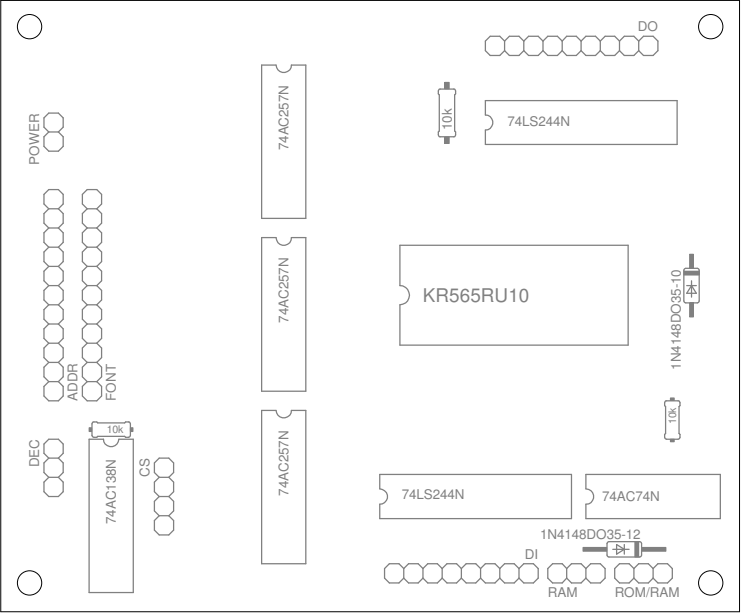 DO
POWER
74AC257N
10k
74LS244N
74AC257N
KR565RU10
1N4148DO35-10
ADDR
FONT
10k
10k
DEC
74AC138N
CS
74AC257N
74LS244N
74AC74N
1N4148DO35-12
DI
RAM
ROM/RAM